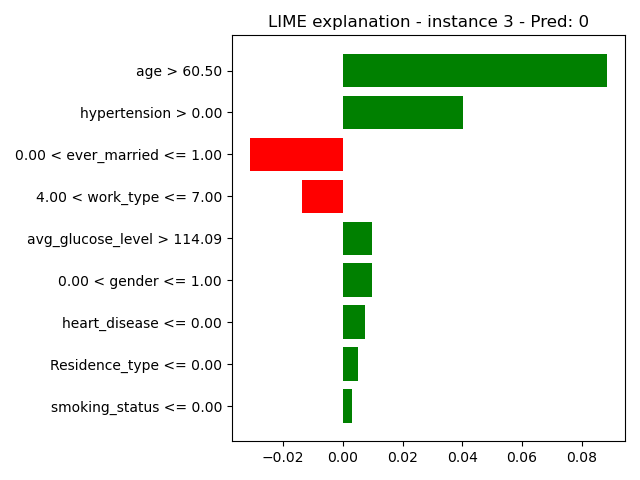 LIME explanation - instance 3 - Pred: 0
age > 60.50
hypertension > 0.00
0.00 < ever_married <= 1.00
4.00 < work_type <= 7.00
avg_glucose_level > 114.09
0.00 < gender <= 1.00
heart_disease <= 0.00
Residence_type <= 0.00
smoking_status <= 0.00
−0.02 0.00 0.02 0.04 0.06 0.08